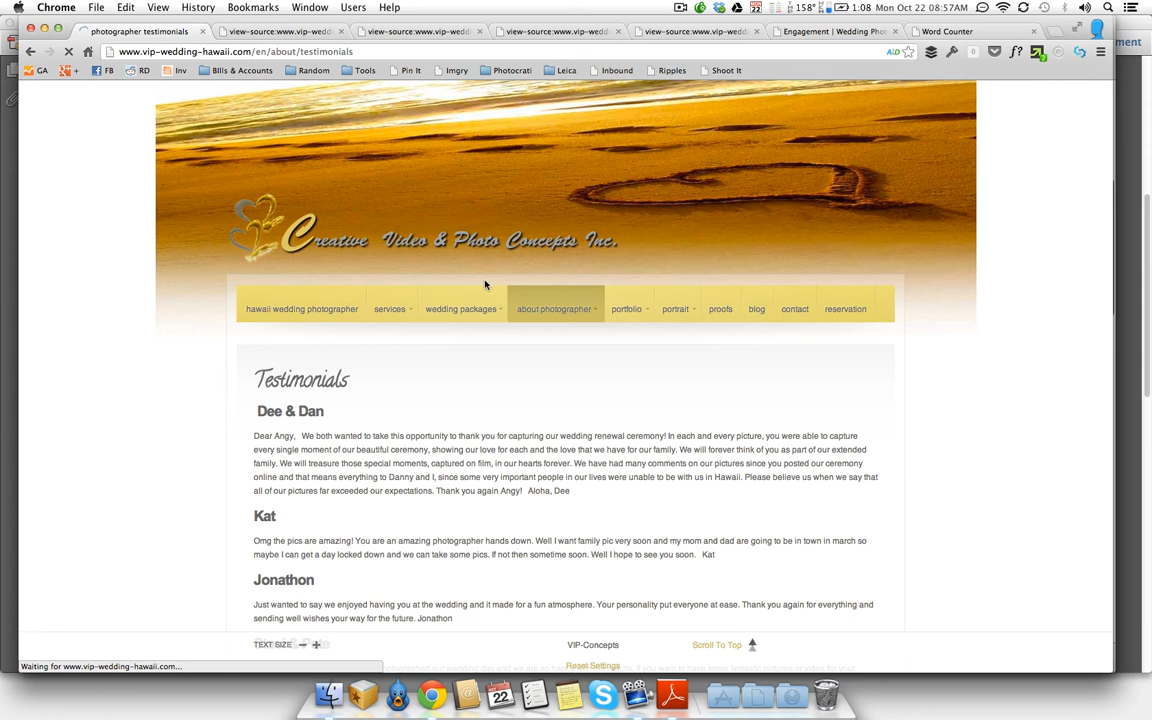 Chrome File Edit View History Bookmarks Window Users Help 158° 1:08 Mon Oct 22 08:57AM
photographer testimonials view-source:www.vip-wedd view-source:www.vip-wedd view-source:www.vip-wedd view-source:www.vip-wedd Engagement | Wedding Pho Word Counter
www.vip-wedding-hawaii.com/en/about/testimonials
GA + FB RD Inv Bills & Accounts Random Tools Pin It Imgry Photocrati Leica Inbound Ripples Shoot It
Creative Video & Photo Concepts Inc.
hawaii wedding photographer services wedding packages about photographer portfolio portrait proofs blog contact reservation
Testimonials
Dee & Dan
Dear Angy, We both wanted to take this opportunity to thank you for capturing our wedding renewal ceremony! In each and every picture, you were able to capture
every single moment of our beautiful ceremony, showing our love for each and the love that we have for our family. We will forever think of you as part of our extended
family. We will treasure those special moments, captured on film, in our hearts forever. We have had many comments on our pictures since you posted our ceremony
online and that means everything to Danny and I, since some very important people in our lives were unable to be with us in Hawaii. Please believe us when we say that
all of our pictures far exceeded our expectations. Thank you again Angy! Aloha, Dee
Kat
Omg the pics are amazing! You are an amazing photographer hands down. Well I want family pic very soon and my mom and dad are going to be in town in march so
maybe I can get a day locked down and we can take some pics. If not then sometime soon. Well I hope to see you soon. Kat
Jonathon
Just wanted to say we enjoyed having you at the wedding and it made for a fun atmosphere. Your personality put everyone at ease. Thank you again for everything and
sending well wishes your way for the future. Jonathon
TEXT SIZE VIP-Concepts Scroll To Top
Reset Settings
Waiting for www.vip-wedding-hawaii.com...
22